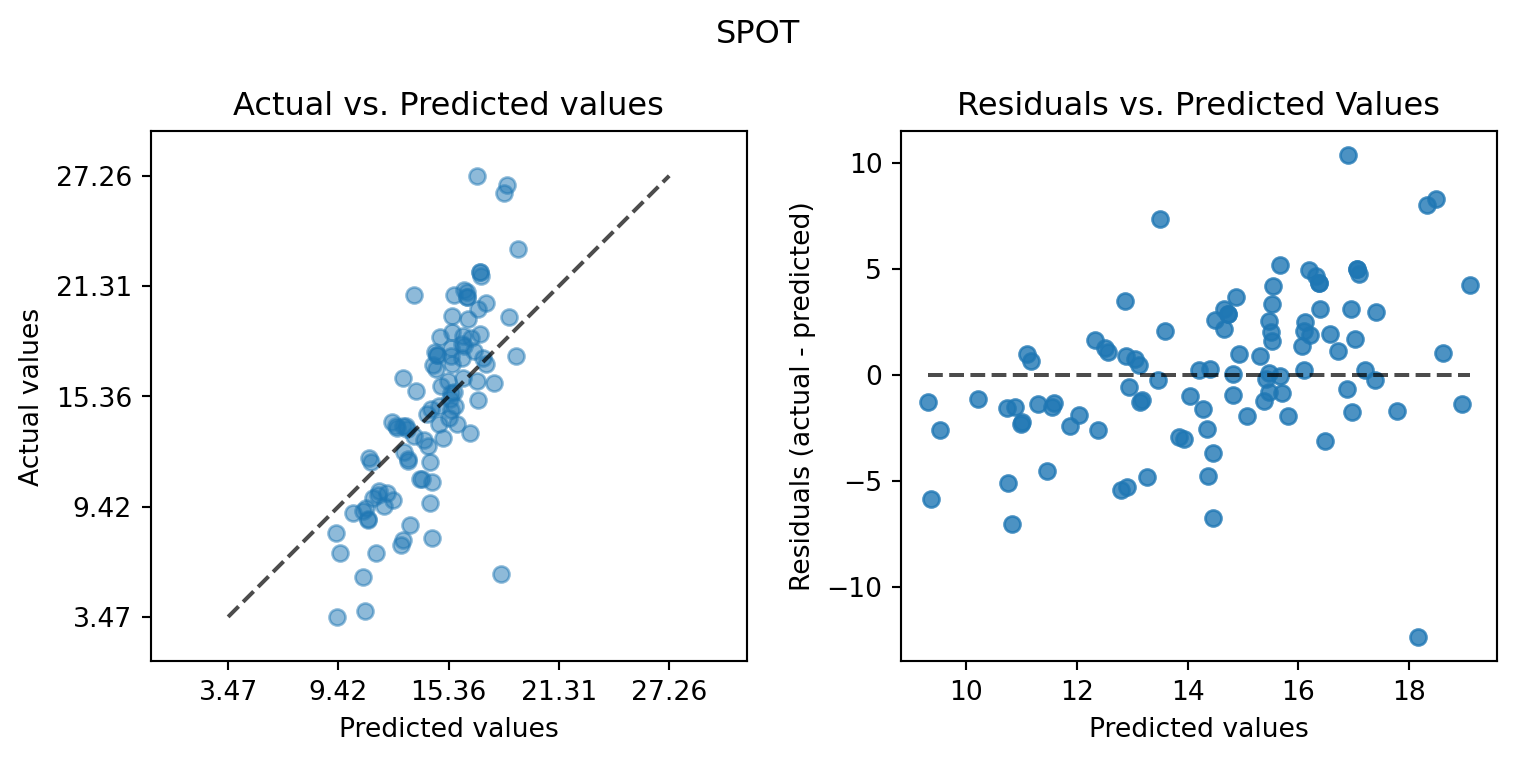 SPOT
Actual vs. Predicted values
27.26
21.31
15.36
9.42
3.47
Actual values
3.47 9.42 15.36 21.31 27.26
Predicted values
Residuals vs. Predicted Values
10
5
0
−5
−10
Residuals (actual - predicted)
10 12 14 16 18
Predicted values